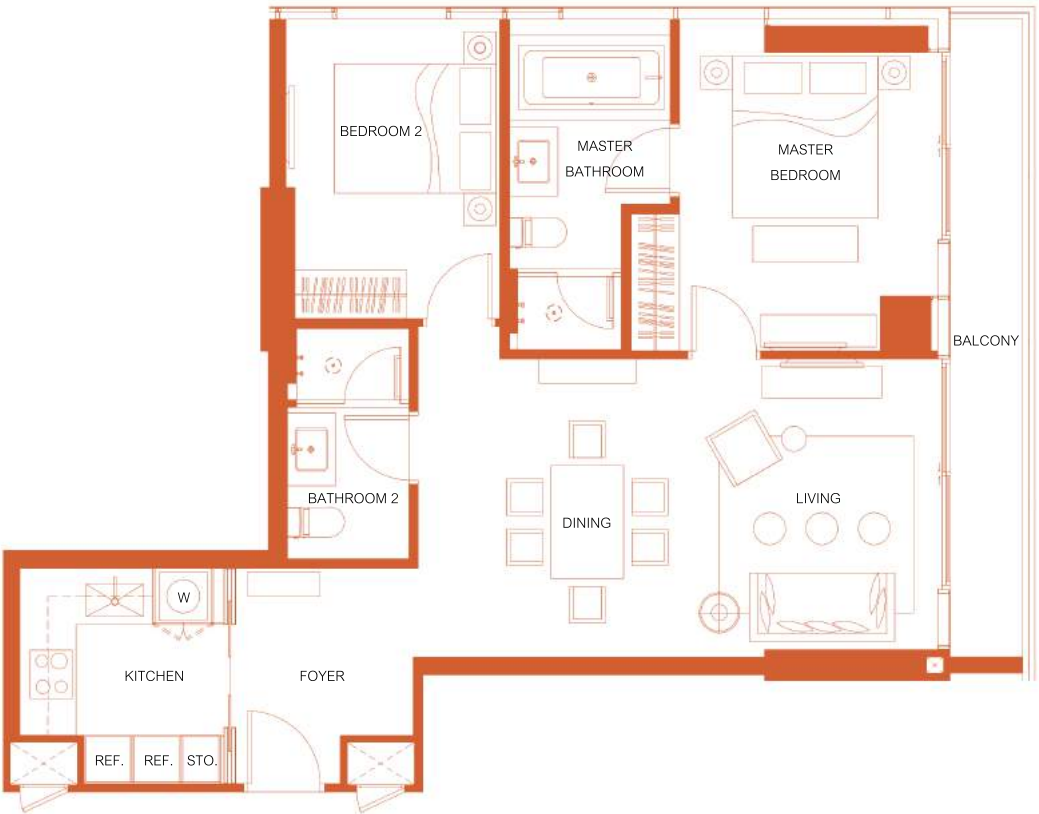 BEDROOM 2
MASTER
BATHROOM
MASTER
BEDROOM
BALCONY
BATHROOM 2
DINING
LIVING
W
KITCHEN
FOYER
REF.
REF.
STO.